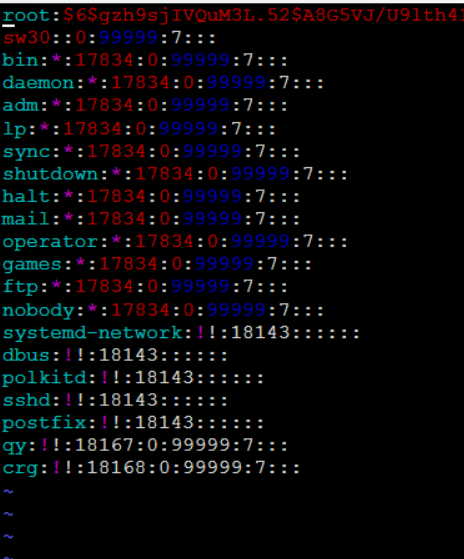 root:$6$gzh9sjIVQuM3L.52$A8G5VJ/U9lth41
sw30::0:99999:7:::
bin:*:17834:0:99999:7:::
daemon:*:17834:0:99999:7:::
adm:*:17834:0:99999:7:::
lp:*:17834:0:99999:7:::
sync:*:17834:0:99999:7:::
shutdown:*:17834:0:99999:7:::
halt:*:17834:0:99999:7:::
mail:*:17834:0:99999:7:::
operator:*:17834:0:99999:7:::
games:*:17834:0:99999:7:::
ftp:*:17834:0:99999:7:::
nobody:*:17834:0:99999:7:::
systemd-network:!!:18143::::::
dbus:!!:18143::::::
polkitd:!!:18143::::::
sshd:!!:18143::::::
postfix:!!:18143::::::
qy:!!:18167:0:99999:7:::
crg:!!:18168:0:99999:7:::
~
~
~
~